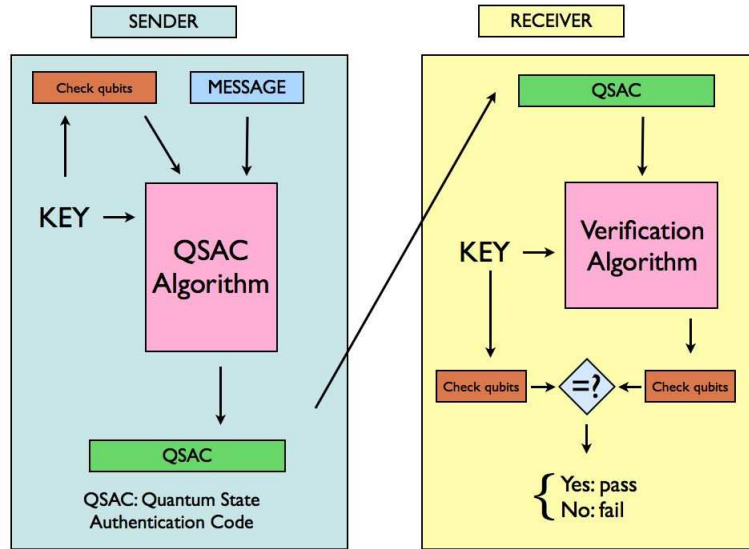 SENDER
Check qubits
MESSAGE
KEY
QSAC
Algorithm
QSAC
QSAC: Quantum State
Authentication Code
RECEIVER
QSAC
KEY
Verification
Algorithm
Check qubits
=?
Check qubits
Yes: pass
No: fail